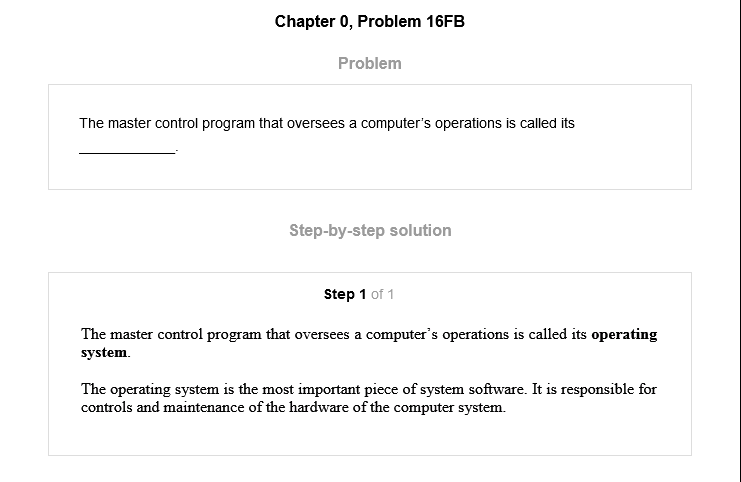 Chapter 0, Problem 16FB
Problem
The master control program that oversees a computer's operations is called its
____________.
Step-by-step solution
Step 1 of 1
The master control program that oversees a computer's operations is called its operating
system.
The operating system is the most important piece of system software. It is responsible for
controls and maintenance of the hardware of the computer system.